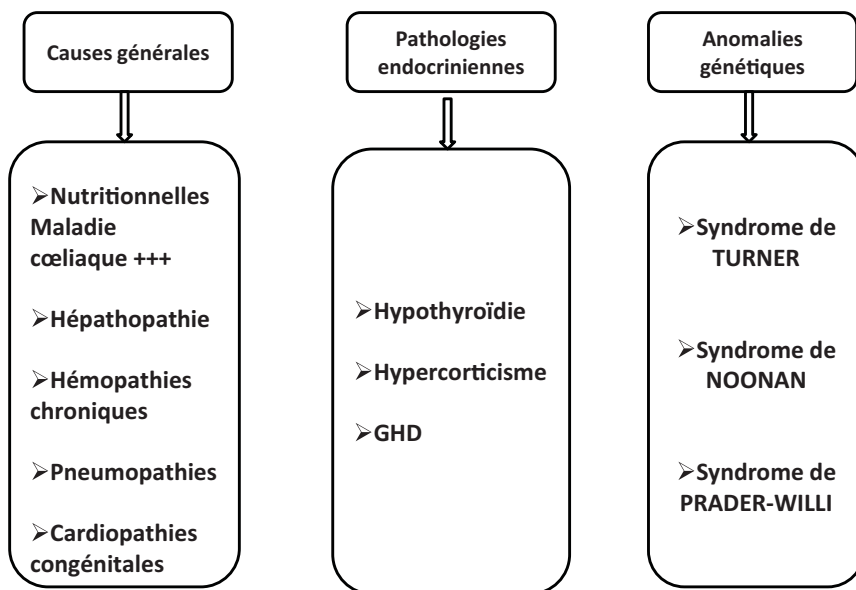 Causes générales
➢Nutritionnelles
Maladie
cœliaque +++
➢Hépathopathie
➢Hémopathies
chroniques
➢Pneumopathies
➢Cardiopathies
congénitales
Pathologies
endocriniennes
➢Hypothyroïdie
➢Hypercorticisme
➢GHD
Anomalies
génétiques
➢Syndrome de
TURNER
➢Syndrome de
NOONAN
➢Syndrome de
PRADER-WILLI